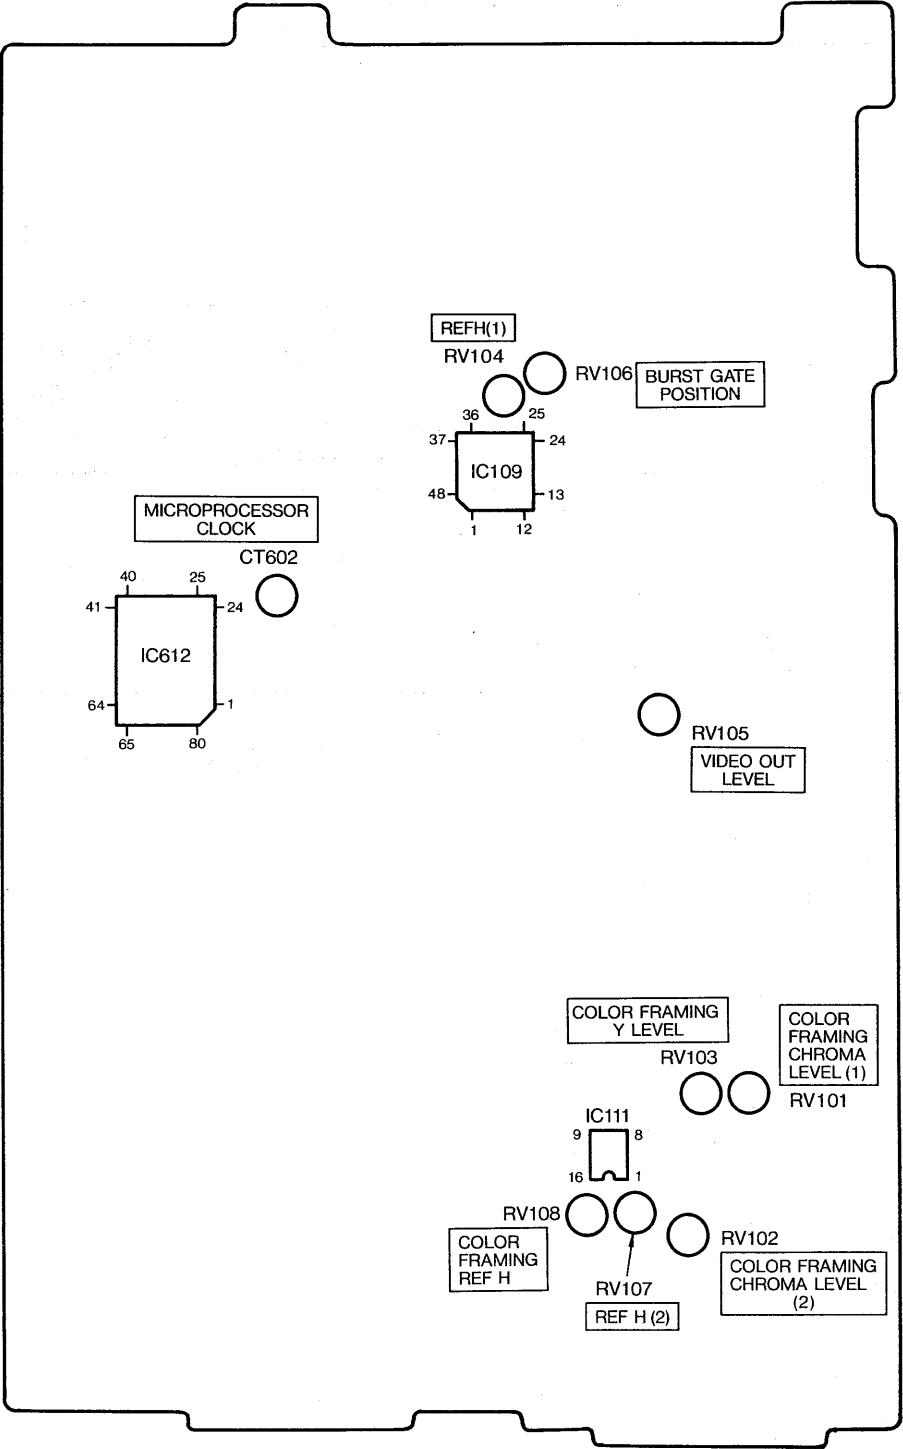 REFH(1)
RV104
RV106
BURST GATE
POSITION
36
25
37
24
IC109
48
13
1
12
MICROPROCESSOR
CLOCK
CT602
40
25
41
24
IC612
64
1
65
80
RV105
VIDEO OUT
LEVEL
COLOR FRAMING
Y LEVEL
RV103
COLOR
FRAMING
CHROMA
LEVEL (1)
RV101
IC111
9
8
16
1
RV108
COLOR
FRAMING
REF H
RV107
REF H (2)
RV102
COLOR FRAMING
CHROMA LEVEL
(2)